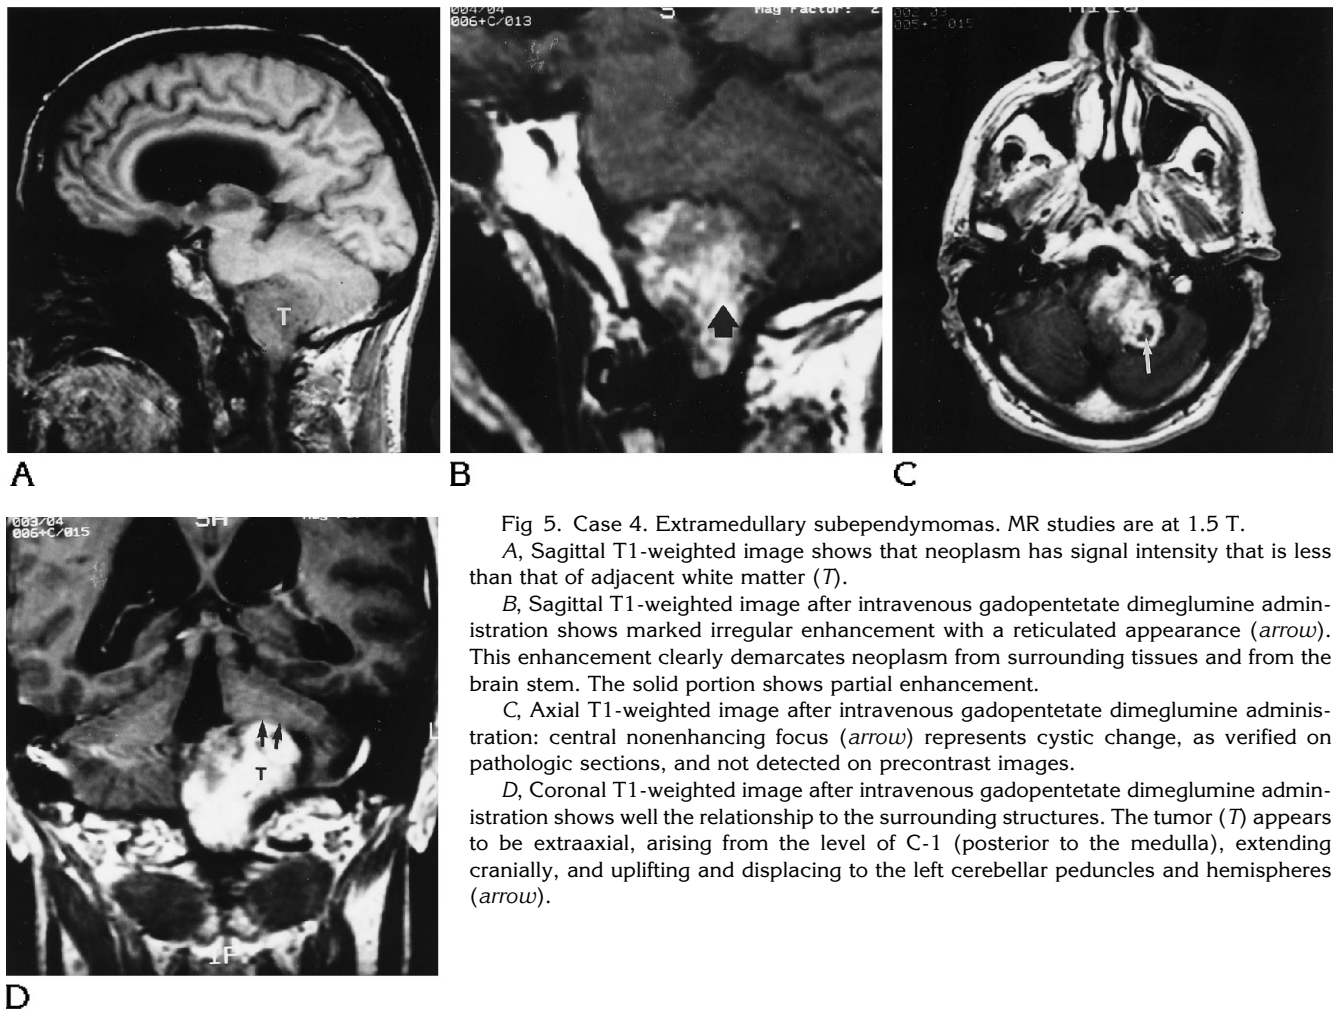 004/04
006+C/013
S
Mag Factor: 2
002 03
005+C 015
T
A
B
C
003/04
006+C/015
SA
L
T
IP
D
Fig 5. Case 4. Extramedullary subependymomas. MR studies are at 1.5 T.
A, Sagittal T1-weighted image shows that neoplasm has signal intensity that is less
than that of adjacent white matter (T).
B, Sagittal T1-weighted image after intravenous gadopentetate dimeglumine admin-
istration shows marked irregular enhancement with a reticulated appearance (arrow).
This enhancement clearly demarcates neoplasm from surrounding tissues and from the
brain stem. The solid portion shows partial enhancement.
C, Axial T1-weighted image after intravenous gadopentetate dimeglumine adminis-
tration: central nonenhancing focus (arrow) represents cystic change, as verified on
pathologic sections, and not detected on precontrast images.
D, Coronal T1-weighted image after intravenous gadopentetate dimeglumine admin-
istration shows well the relationship to the surrounding structures. The tumor (T) appears
to be extraaxial, arising from the level of C-1 (posterior to the medulla), extending
cranially, and uplifting and displacing to the left cerebellar peduncles and hemispheres
(arrow).